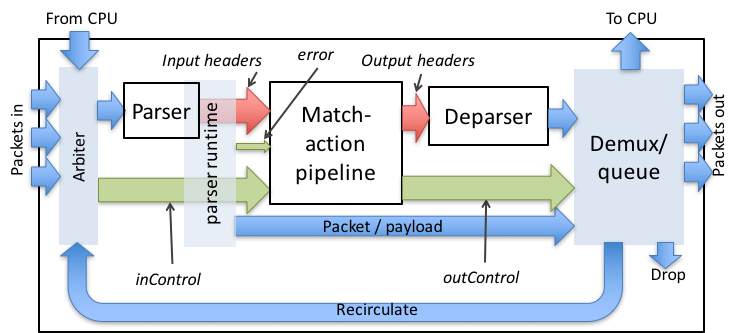 From CPU
To CPU
Input headers
error
Output headers
Packets in
Arbiter
Parser
parser runtime
Match-
action
pipeline
Deparser
Demux/
queue
Packets out
Packet / payload
inControl
outControl
Drop
Recirculate